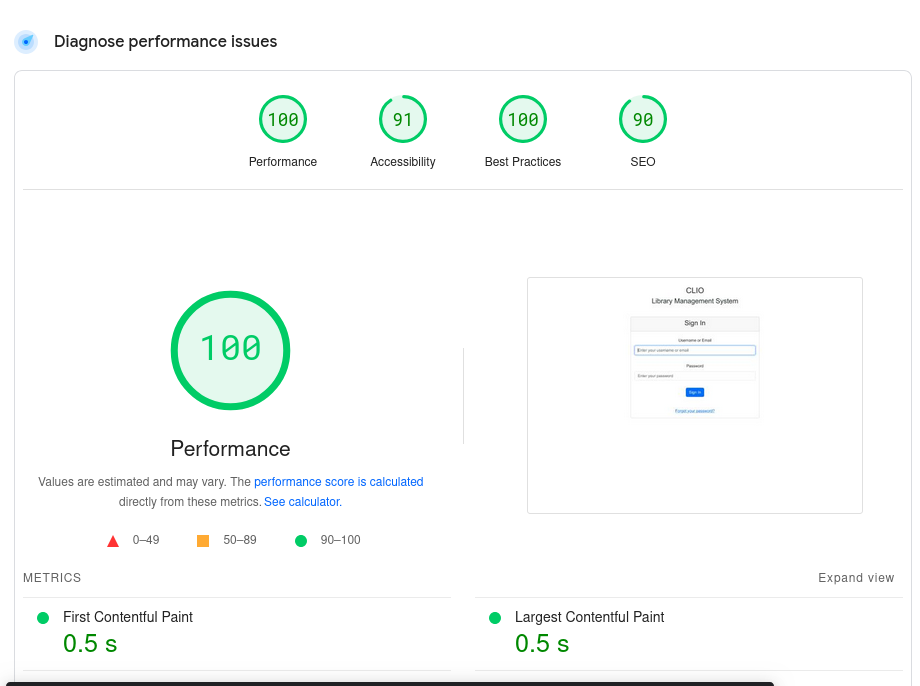 Diagnose performance issues
100
91
100
90
Performance
Accessibility
Best Practices
SEO
100
Performance
Values are estimated and may vary. The performance score is calculated
directly from these metrics. See calculator.
0–49
50–89
90–100
CLIO
Library Management System
Sign In
Username or Email
Enter your username or email
Password
Enter your password
Sign In
Forgot your password?
METRICS
Expand view
First Contentful Paint
0.5 s
Largest Contentful Paint
0.5 s